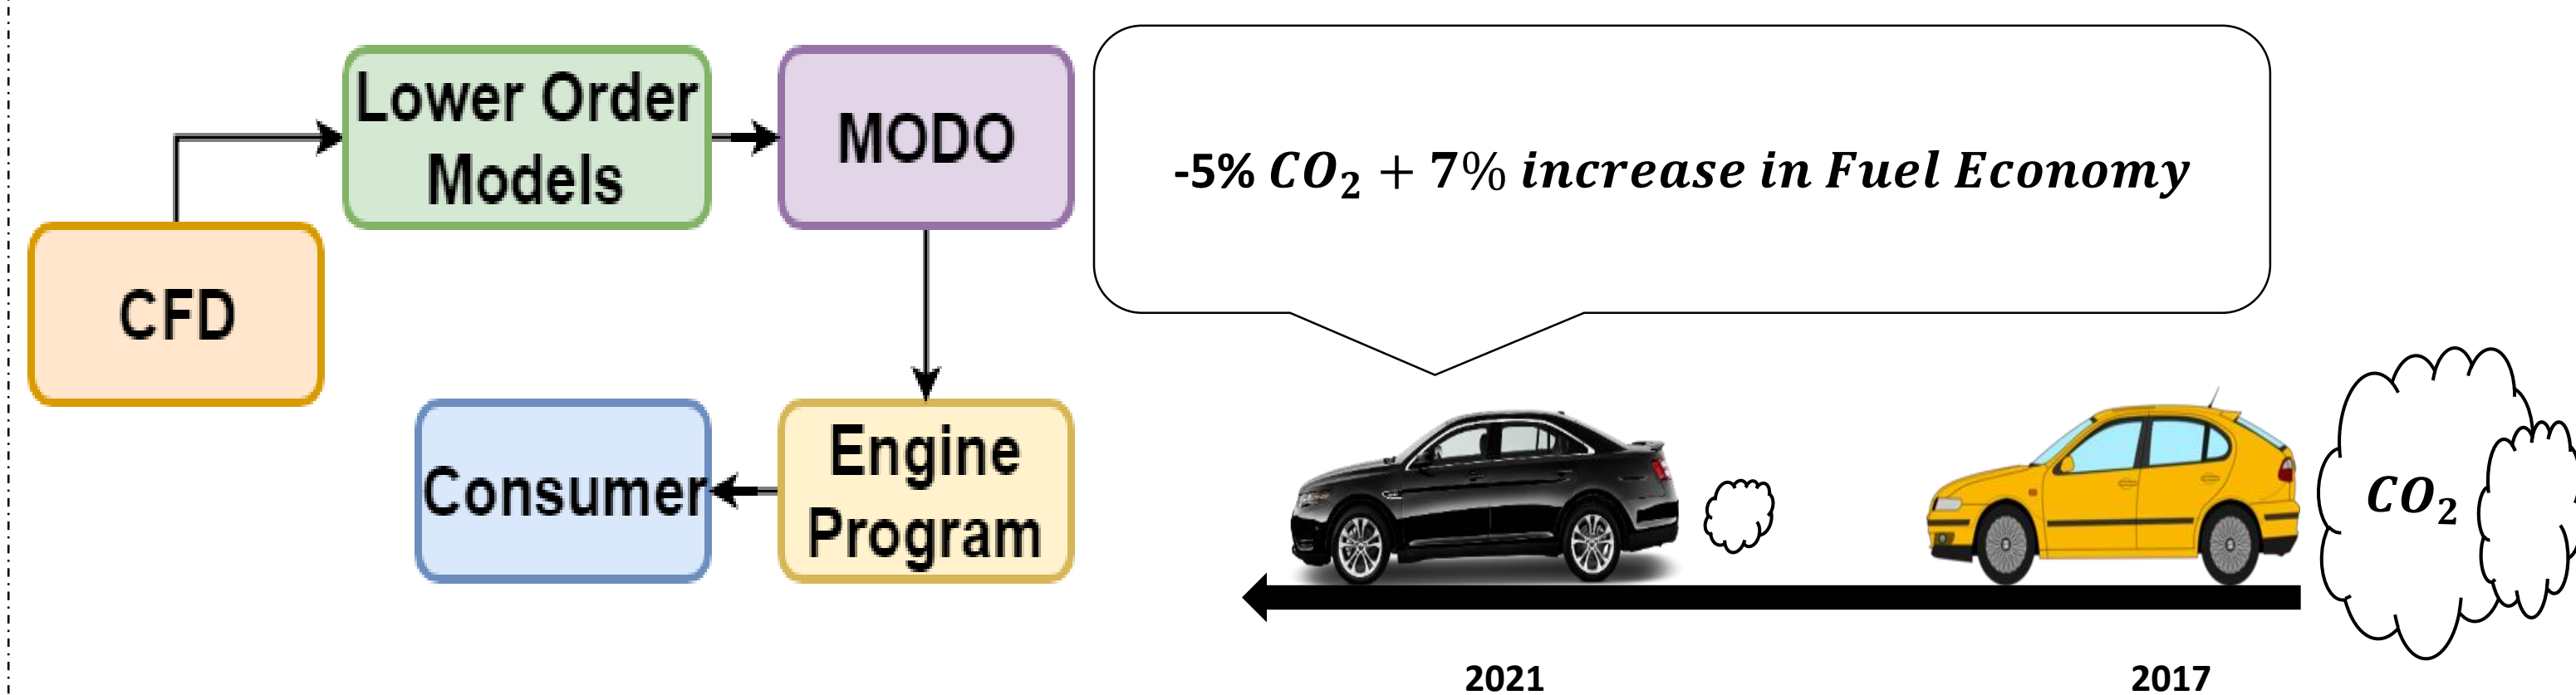 Lower Order
Models
MODO
CFD
Engine
Program
Consumer
-5% CO₂ + 7% increase in Fuel Economy
CO₂
2021
2017